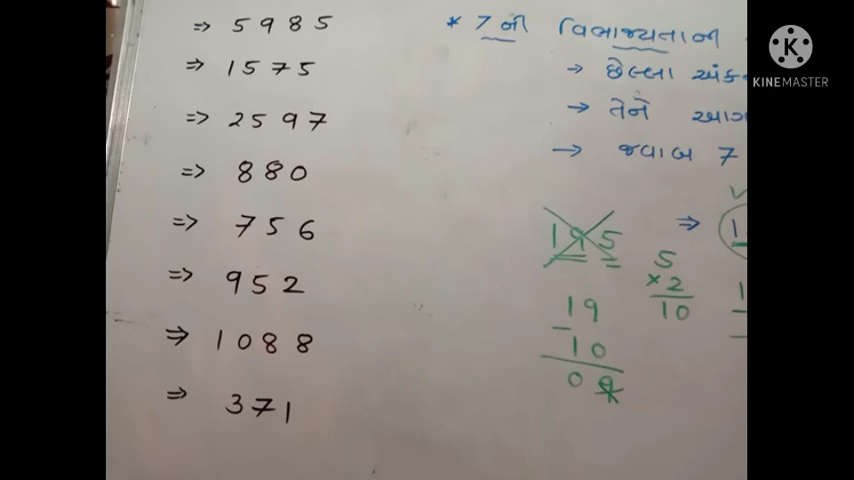 ⇒ 5985
⇒ 1575
⇒ 2597
⇒ 880
⇒ 756
⇒ 952
⇒ 1088
⇒ 371
* 7 ની વિભાજ્યતાની
→ છેલ્લા અંક
→ તેને
→ જવાબ 7
195
⇒
5
×2
10
19
- 10
09
K
KINEMASTER